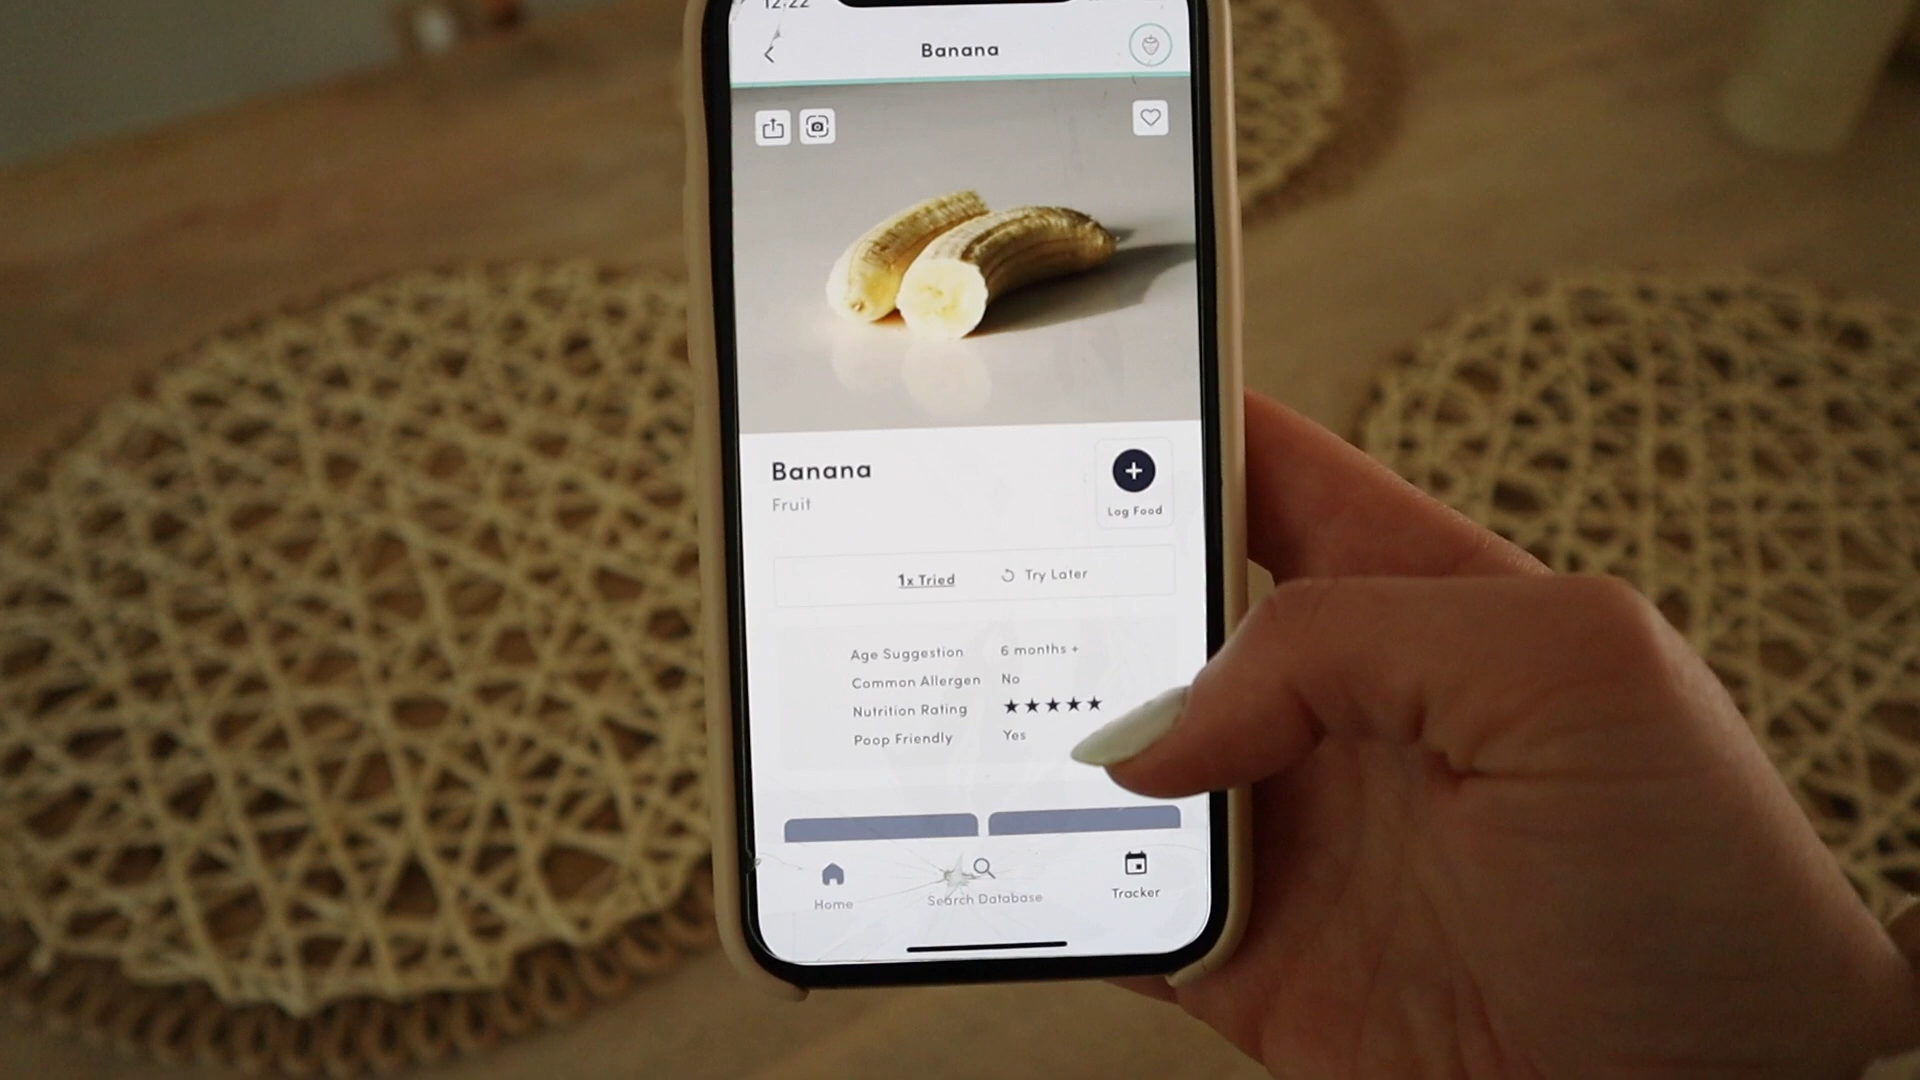 12:22
Banana
Banana
Fruit
Log Food
1x Tried
Try Later
Age Suggestion 6 months +
Common Allergen No
Nutrition Rating ★★★★★
Poop Friendly Yes
Home
Search Database
Tracker